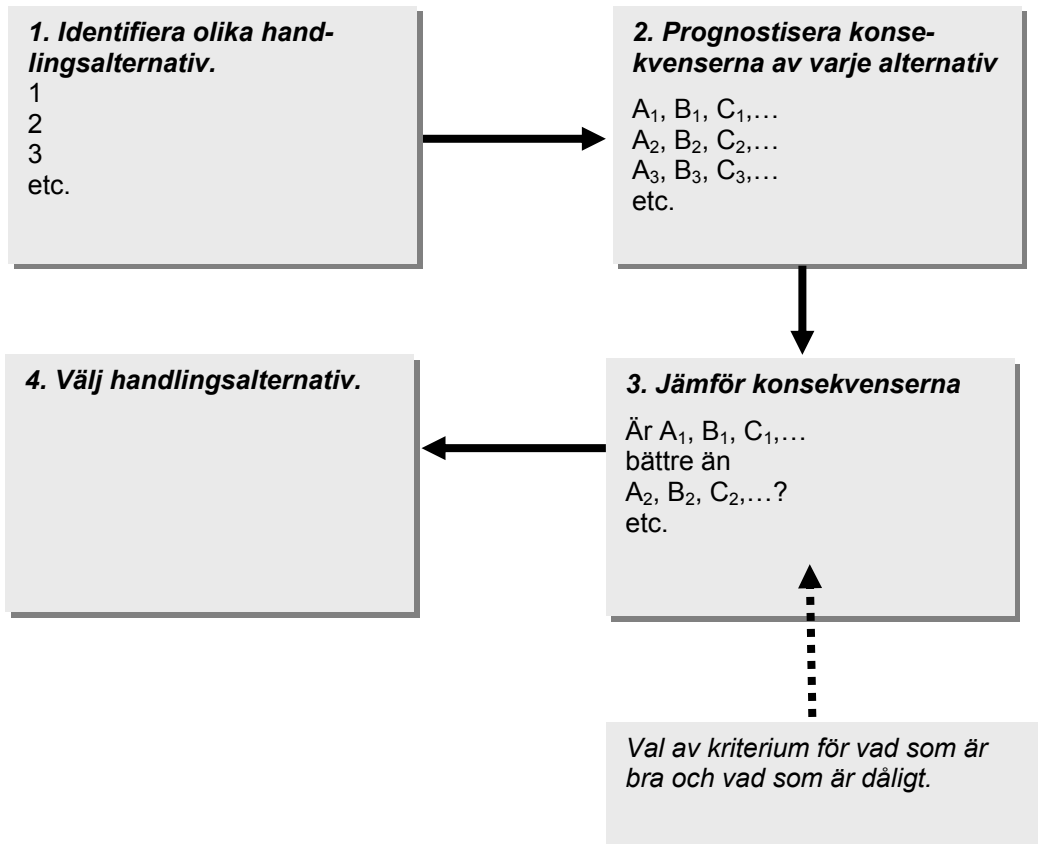 1. Identifiera olika hand-
lingsalternativ.
1
2
3
etc.
2. Prognostisera konse-
kvenserna av varje alternativ
A₁, B₁, C₁,…
A₂, B₂, C₂,…
A₃, B₃, C₃,…
etc.
3. Jämför konsekvenserna
Är A₁, B₁, C₁,…
bättre än
A₂, B₂, C₂,…?
etc.
4. Välj handlingsalternativ.
Val av kriterium för vad som är
bra och vad som är dåligt.